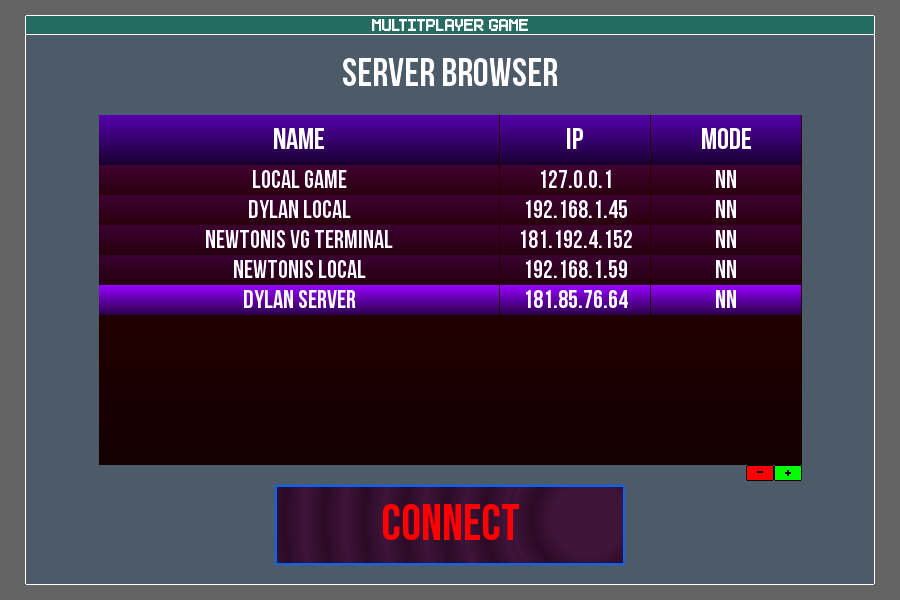 MULTITPLAYER GAME
SERVER BROWSER
NAME IP MODE
LOCAL GAME 127.0.0.1 NN
DYLAN LOCAL 192.168.1.45 NN
NEWTONIS VG TERMINAL 181.192.4.152 NN
NEWTONIS LOCAL 192.168.1.59 NN
DYLAN SERVER 181.85.76.64 NN
- +
CONNECT